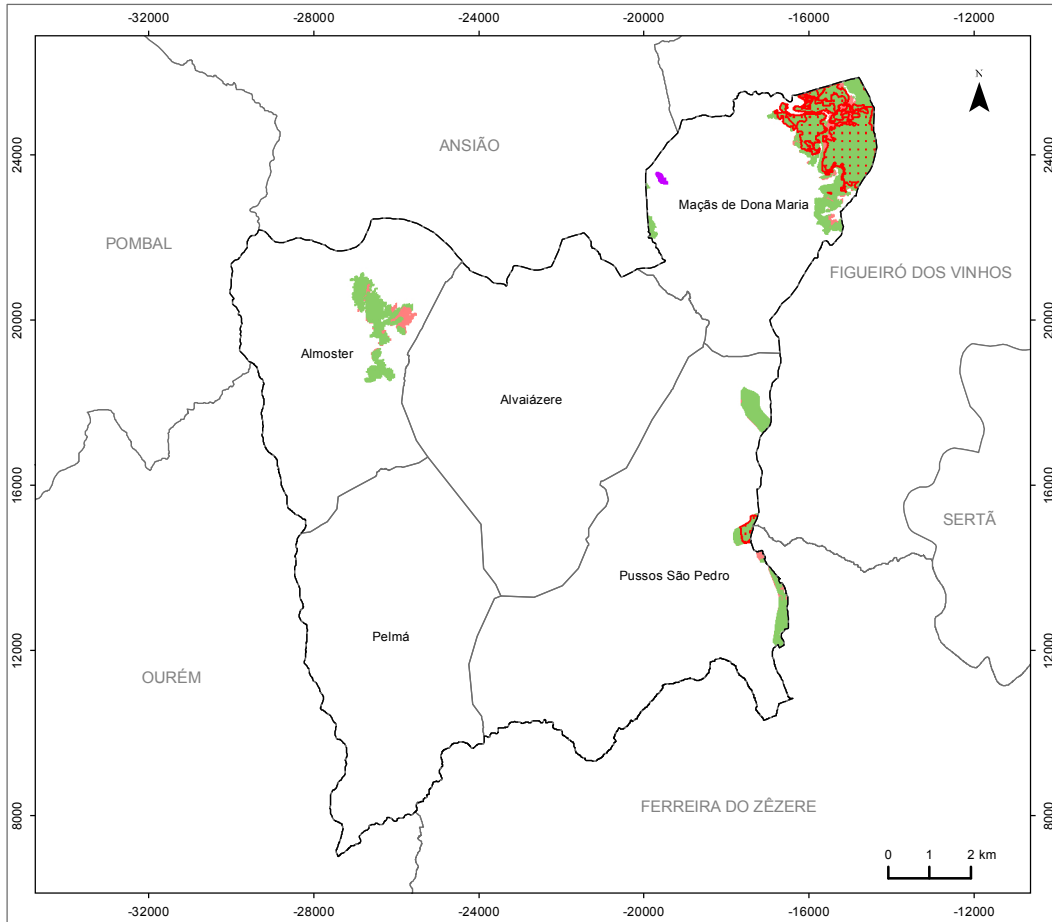 -32000 -28000 -24000 -20000 -16000 -12000
N
24000 24000
ANSIÃO
Maçãs de Dona Maria
POMBAL
FIGUEIRÓ DOS VINHOS
20000 20000
Almoster
Alvaiázere
16000 16000
SERTÃ
Pussos São Pedro
Pelmá
12000 12000
OURÉM
FERREIRA DO ZÊZERE
8000 8000
0 1 2 km
-32000 -28000 -24000 -20000 -16000 -12000